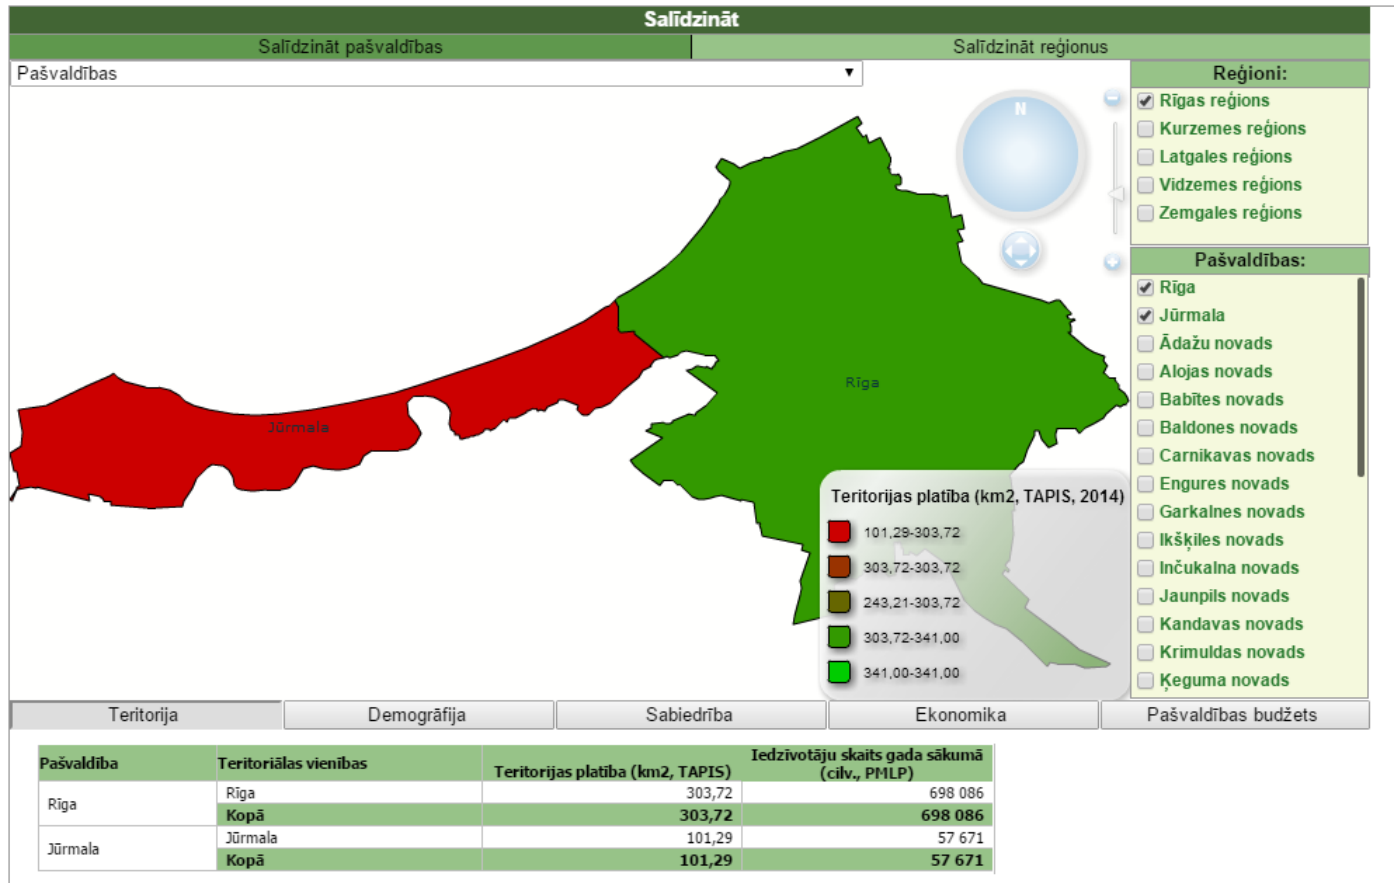 Salīdzināt
Salīdzināt pašvaldības
Salīdzināt reģionus
Pašvaldības
N
Reģioni:
Rīgas reģions
Kurzemes reģions
Latgales reģions
Vidzemes reģions
Zemgales reģions
Pašvaldības:
Rīga
Jūrmala
Ādažu novads
Alojas novads
Babītes novads
Baldones novads
Carnikavas novads
Engures novads
Garkalnes novads
Ikšķiles novads
Inčukalna novads
Jaunpils novads
Kandavas novads
Krimuldas novads
Ķeguma novads
Rīga
Jūrmala
Teritorijas platība (km2, TAPIS, 2014)
101,29-303,72
303,72-303,72
243,21-303,72
303,72-341,00
341,00-341,00
Teritorija Demogrāfija Sabiedrība Ekonomika Pašvaldības budžets
Pašvaldība Teritoriālas vienības Teritorijas platība (km2, TAPIS) Iedzīvotāju skaits gada sākumā
(cilv., PMLP)
Rīga Rīga 303,72 698 086
Kopā 303,72 698 086
Jūrmala Jūrmala 101,29 57 671
Kopā 101,29 57 671